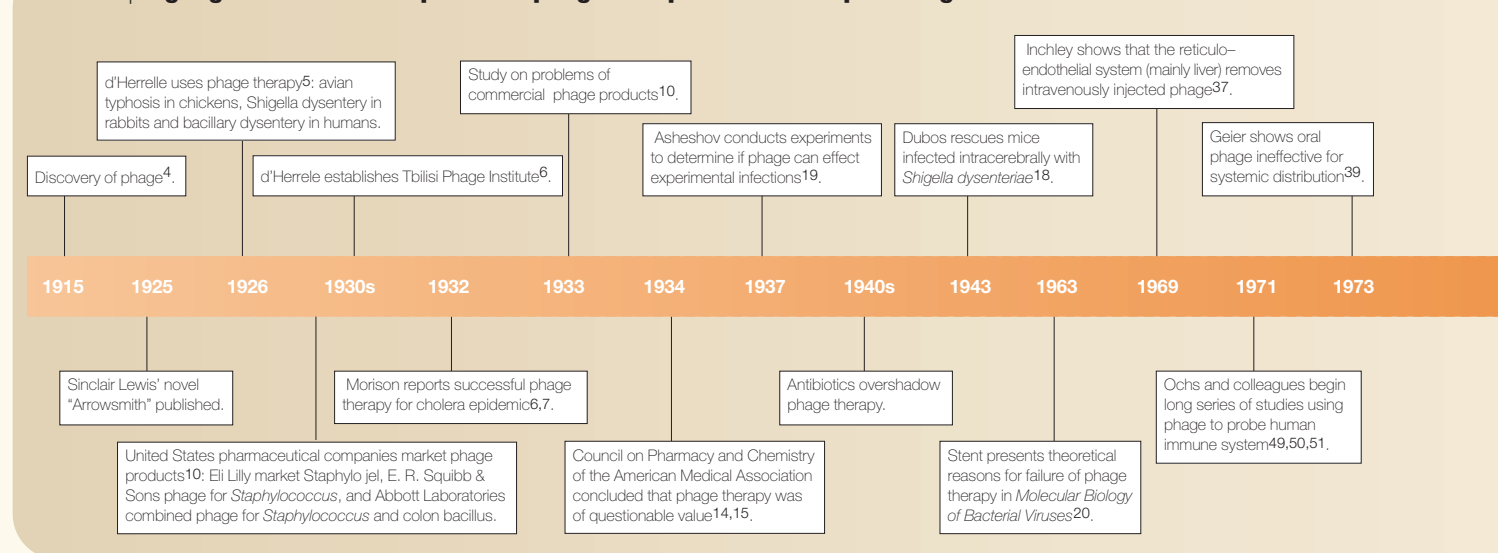 d'Herrelle uses phage therapy5: avian
typhosis in chickens, Shigella dysentery in
rabbits and bacillary dysentery in humans.
Study on problems of
commercial phage products10.
Inchley shows that the reticulo–
endothelial system (mainly liver) removes
intravenously injected phage37.
Discovery of phage4.
d'Herrele establishes Tbilisi Phage Institute6.
Asheshov conducts experiments
to determine if phage can effect
experimental infections19.
Dubos rescues mice
infected intracerebrally with
Shigella dysenteriae18.
Geier shows oral
phage ineffective for
systemic distribution39.
1915 1925 1926 1930s 1932 1933 1934 1937 1940s 1943 1963 1969 1971 1973
Sinclair Lewis' novel
"Arrowsmith" published.
Morison reports successful phage
therapy for cholera epidemic6,7.
Antibiotics overshadow
phage therapy.
Ochs and colleagues begin
long series of studies using
phage to probe human
immune system49,50,51.
United States pharmaceutical companies market phage
products10: Eli Lilly market Staphylo jel, E. R. Squibb &
Sons phage for Staphylococcus, and Abbott Laboratories
combined phage for Staphylococcus and colon bacillus.
Council on Pharmacy and Chemistry
of the American Medical Association
concluded that phage therapy was
of questionable value14,15.
Stent presents theoretical
reasons for failure of phage
therapy in Molecular Biology
of Bacterial Viruses20.